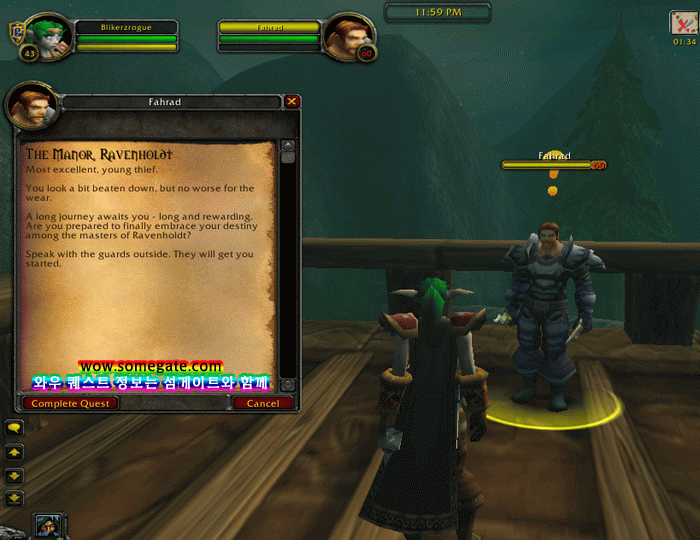 11:59 PM
Blikerzrogue
43
Fahrad
60
01:34
Fahrad
The Manor, Ravenholdt
Most excellent, young thief.
You look a bit beaten down, but no worse for the
wear.
A long journey awaits you - long and rewarding.
Are you prepared to finally embrace your destiny
among the masters of Ravenholdt?
Speak with the guards outside. They will get you
started.
www.somegate.com
와우 퀘스트 정보는 섬게이트와 함께
Complete Quest
Cancel
Fahrad
60